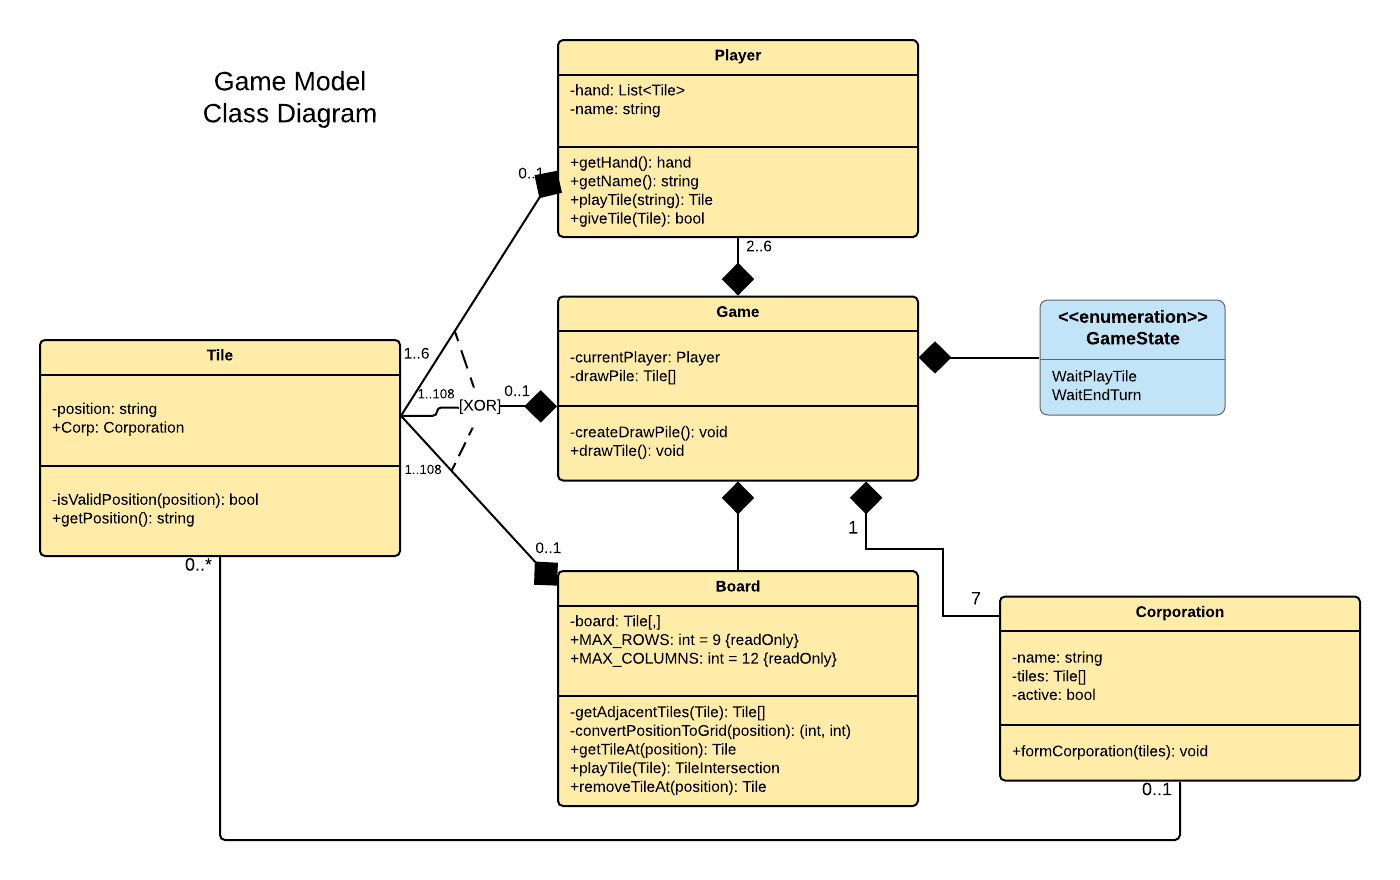 Game Model
Class Diagram
Player
-hand: List<Tile>
-name: string
+getHand(): hand
+getName(): string
+playTile(string): Tile
+giveTile(Tile): bool
0..1
2..6
Game
-currentPlayer: Player
-drawPile: Tile[]
-createDrawPile(): void
+drawTile(): void
<<enumeration>>
GameState
WaitPlayTile
WaitEndTurn
Tile
-position: string
+Corp: Corporation
-isValidPosition(position): bool
+getPosition(): string
1..6
1..108
[XOR]
0..1
1..108
0..1
0..*
1
7
Board
-board: Tile[,]
+MAX_ROWS: int = 9 {readOnly}
+MAX_COLUMNS: int = 12 {readOnly}
-getAdjacentTiles(Tile): Tile[]
-convertPositionToGrid(position): (int, int)
+getTileAt(position): Tile
+playTile(Tile): TileIntersection
+removeTileAt(position): Tile
Corporation
-name: string
-tiles: Tile[]
-active: bool
+formCorporation(tiles): void
0..1